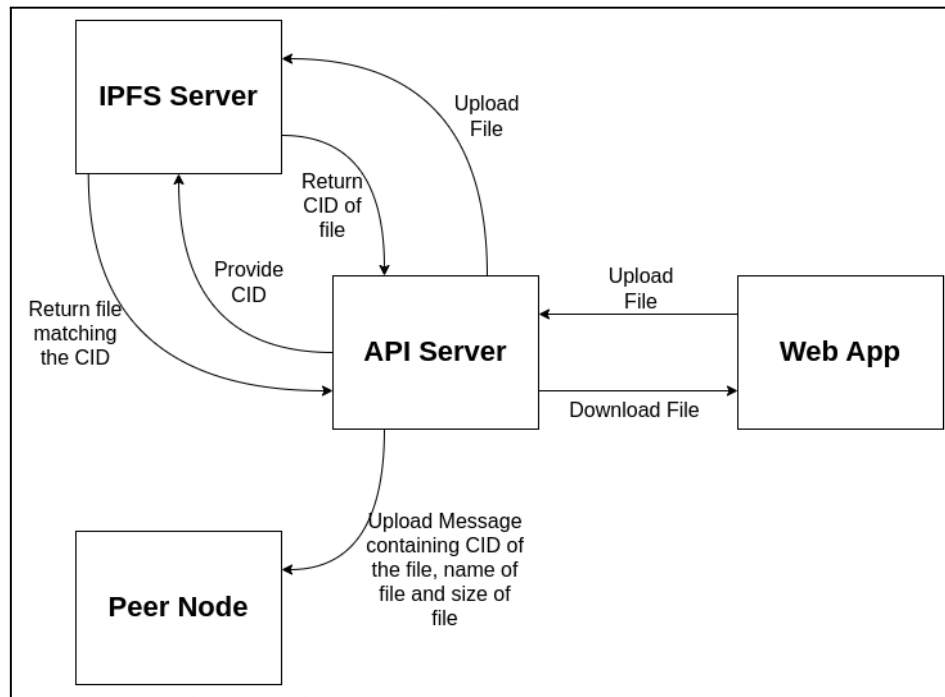 IPFS Server
Upload
File
Return
CID of
file
Provide
CID
Return file
matching
the CID
API Server
Upload
File
Web App
Download File
Upload Message
containing CID of
the file, name of
file and size of
file
Peer Node